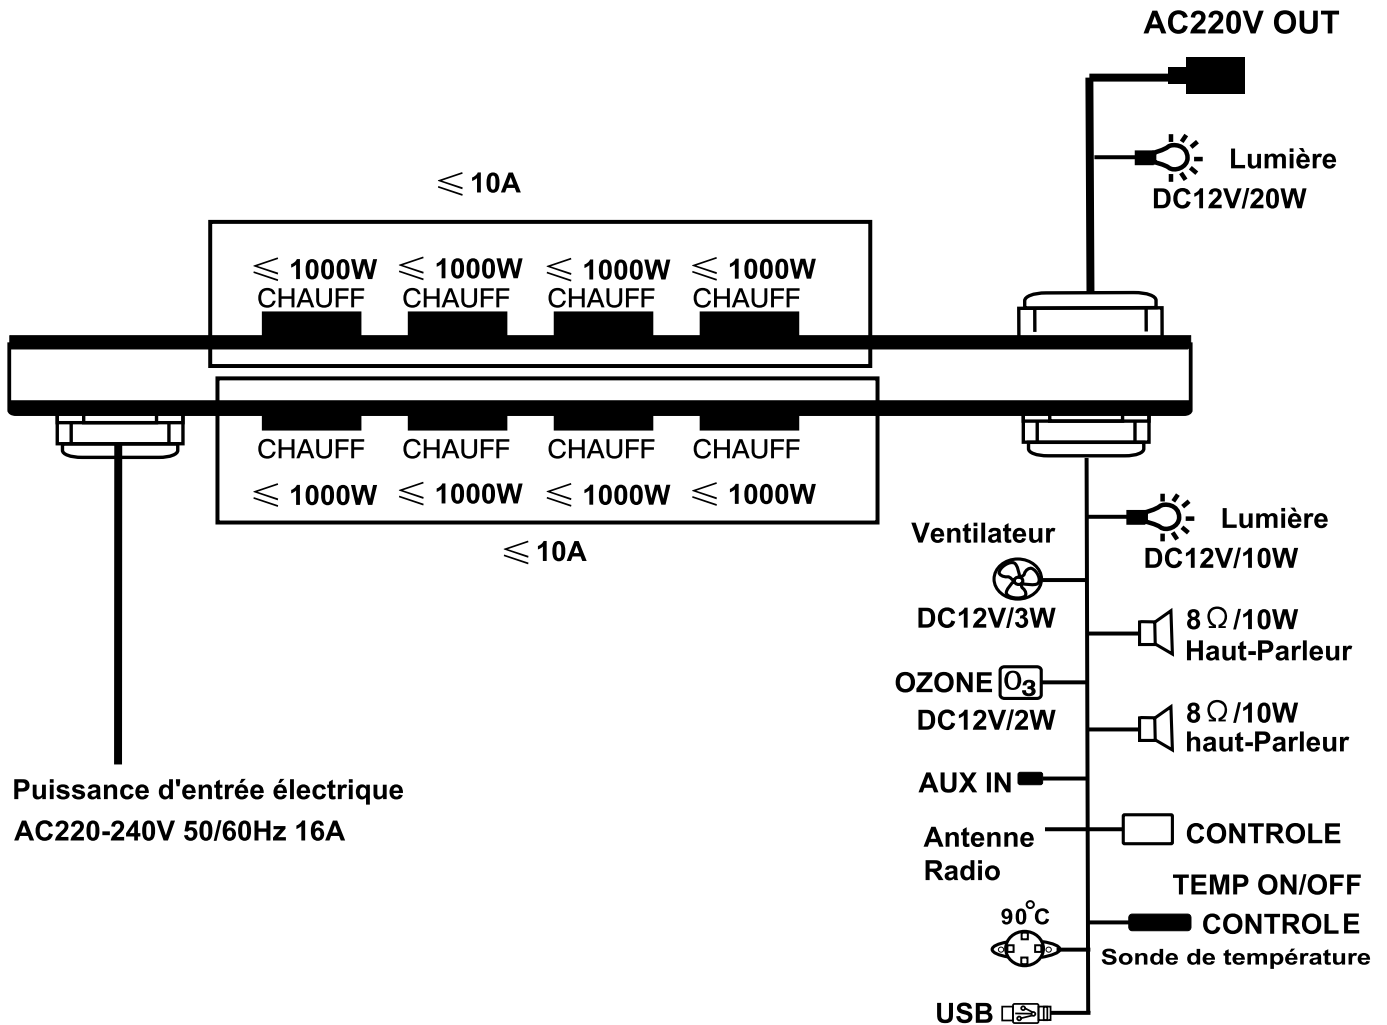 AC220V OUT
Lumière
DC12V/20W
≤ 10A
≤ 1000W ≤ 1000W ≤ 1000W ≤ 1000W
CHAUFF CHAUFF CHAUFF CHAUFF
CHAUFF CHAUFF CHAUFF CHAUFF
≤ 1000W ≤ 1000W ≤ 1000W ≤ 1000W
≤ 10A
Puissance d'entrée électrique
AC220-240V 50/60Hz 16A
Lumière
DC12V/10W
Ventilateur
DC12V/3W
8Ω/10W
Haut-Parleur
OZONE O3
DC12V/2W
8Ω/10W
haut-Parleur
AUX IN
Antenne
Radio
CONTROLE
TEMP ON/OFF
CONTROLE
Sonde de température
90°C
USB